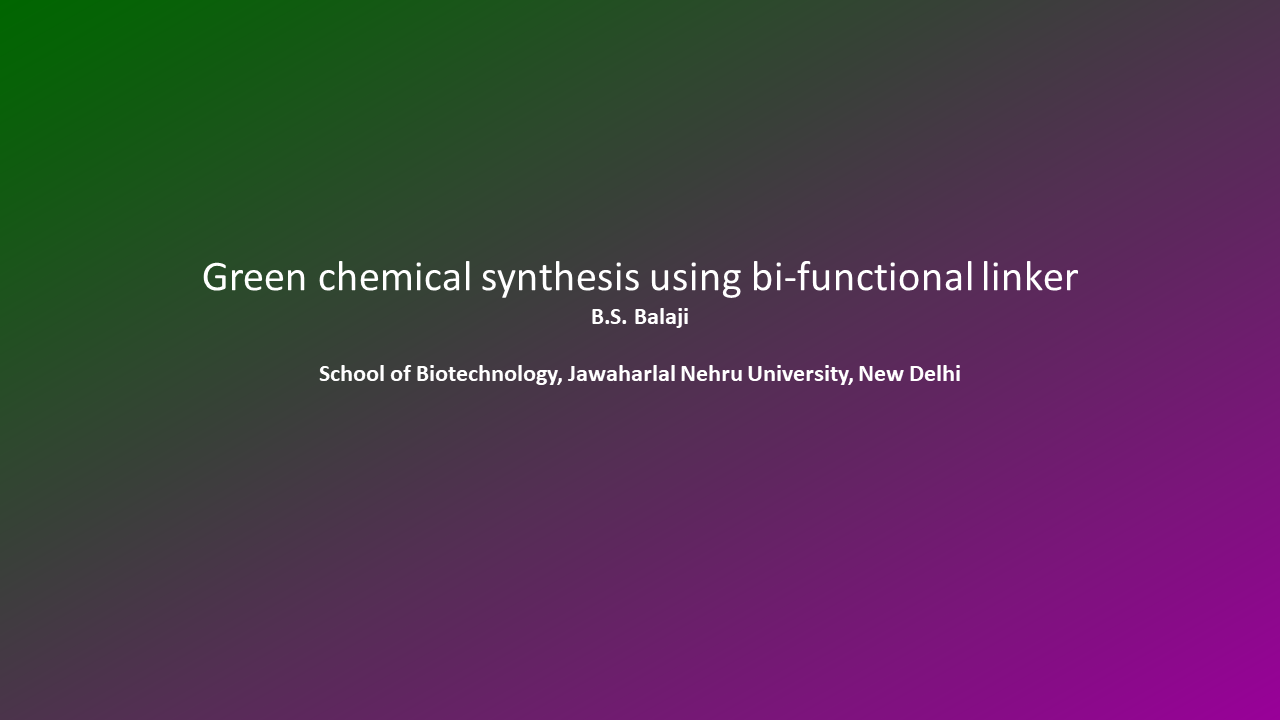 Green chemical synthesis using bi-functional linker
B.S. Balaji
School of Biotechnology, Jawaharlal Nehru University, New Delhi